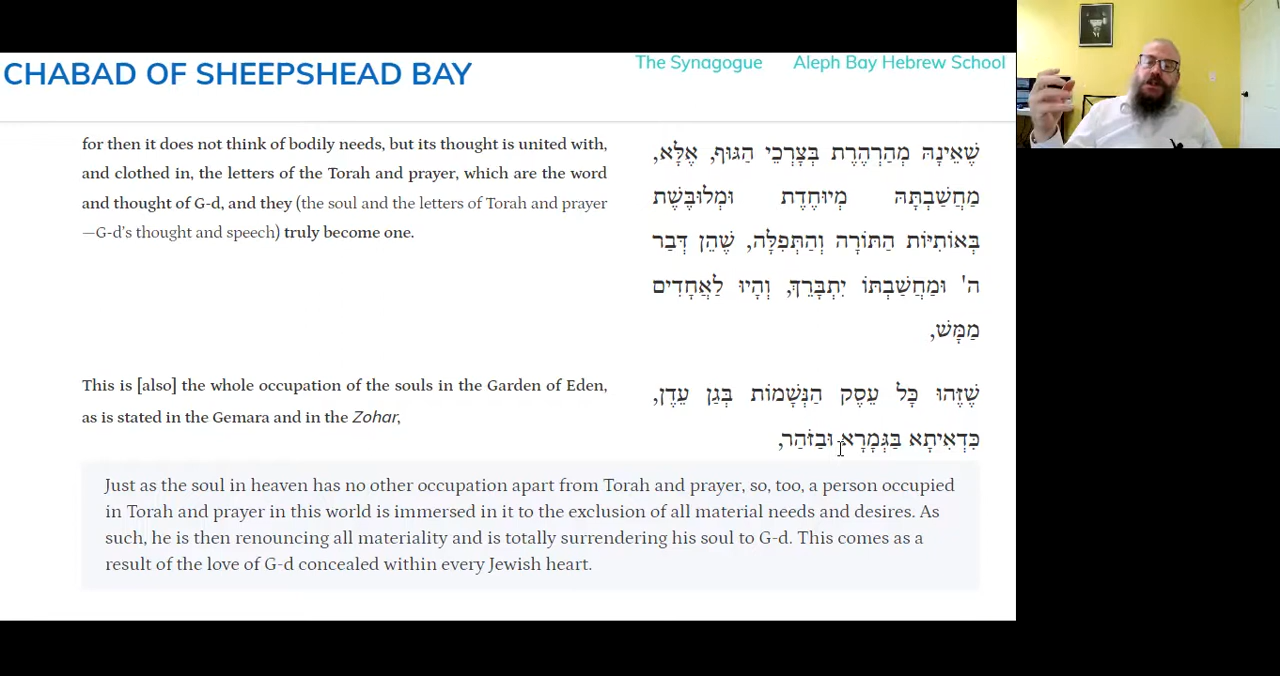 CHABAD OF SHEEPSHEAD BAY
The Synagogue Aleph Bay Hebrew School
for then it does not think of bodily needs, but its thought is united with,
and clothed in, the letters of the Torah and prayer, which are the word
and thought of G-d, and they (the soul and the letters of Torah and prayer
—G-d’s thought and speech) truly become one.
שֶׁאֵינָהּ מְהַרְהֶרֶת בְּצָרְכֵי הַגּוּף, אֶלָּא,
מַחֲשַׁבְתָּהּ מְיוּחֶדֶת וּמְלוּבֶּשֶׁת
בְּאוֹתִיּוֹת הַתּוֹרָה וְהַתְּפִלָּה, שֶׁהֵן דְּבַר
ה' וּמַחֲשַׁבְתּוֹ יִתְבָּרֵךְ, וְהָיוּ לַאֲחָדִים
מַמָּשׁ,
This is [also] the whole occupation of the souls in the Garden of Eden,
as is stated in the Gemara and in the Zohar,
שֶׁזֶּהוּ כָּל עֵסֶק הַנְּשָׁמוֹת בְּגַן עֵדֶן,
כִּדְאִיתָא בַּגְּמָרָא וּבַזֹּהַר,
Just as the soul in heaven has no other occupation apart from Torah and prayer, so, too, a person occupied
in Torah and prayer in this world is immersed in it to the exclusion of all material needs and desires. As
such, he is then renouncing all materiality and is totally surrendering his soul to G-d. This comes as a
result of the love of G-d concealed within every Jewish heart.